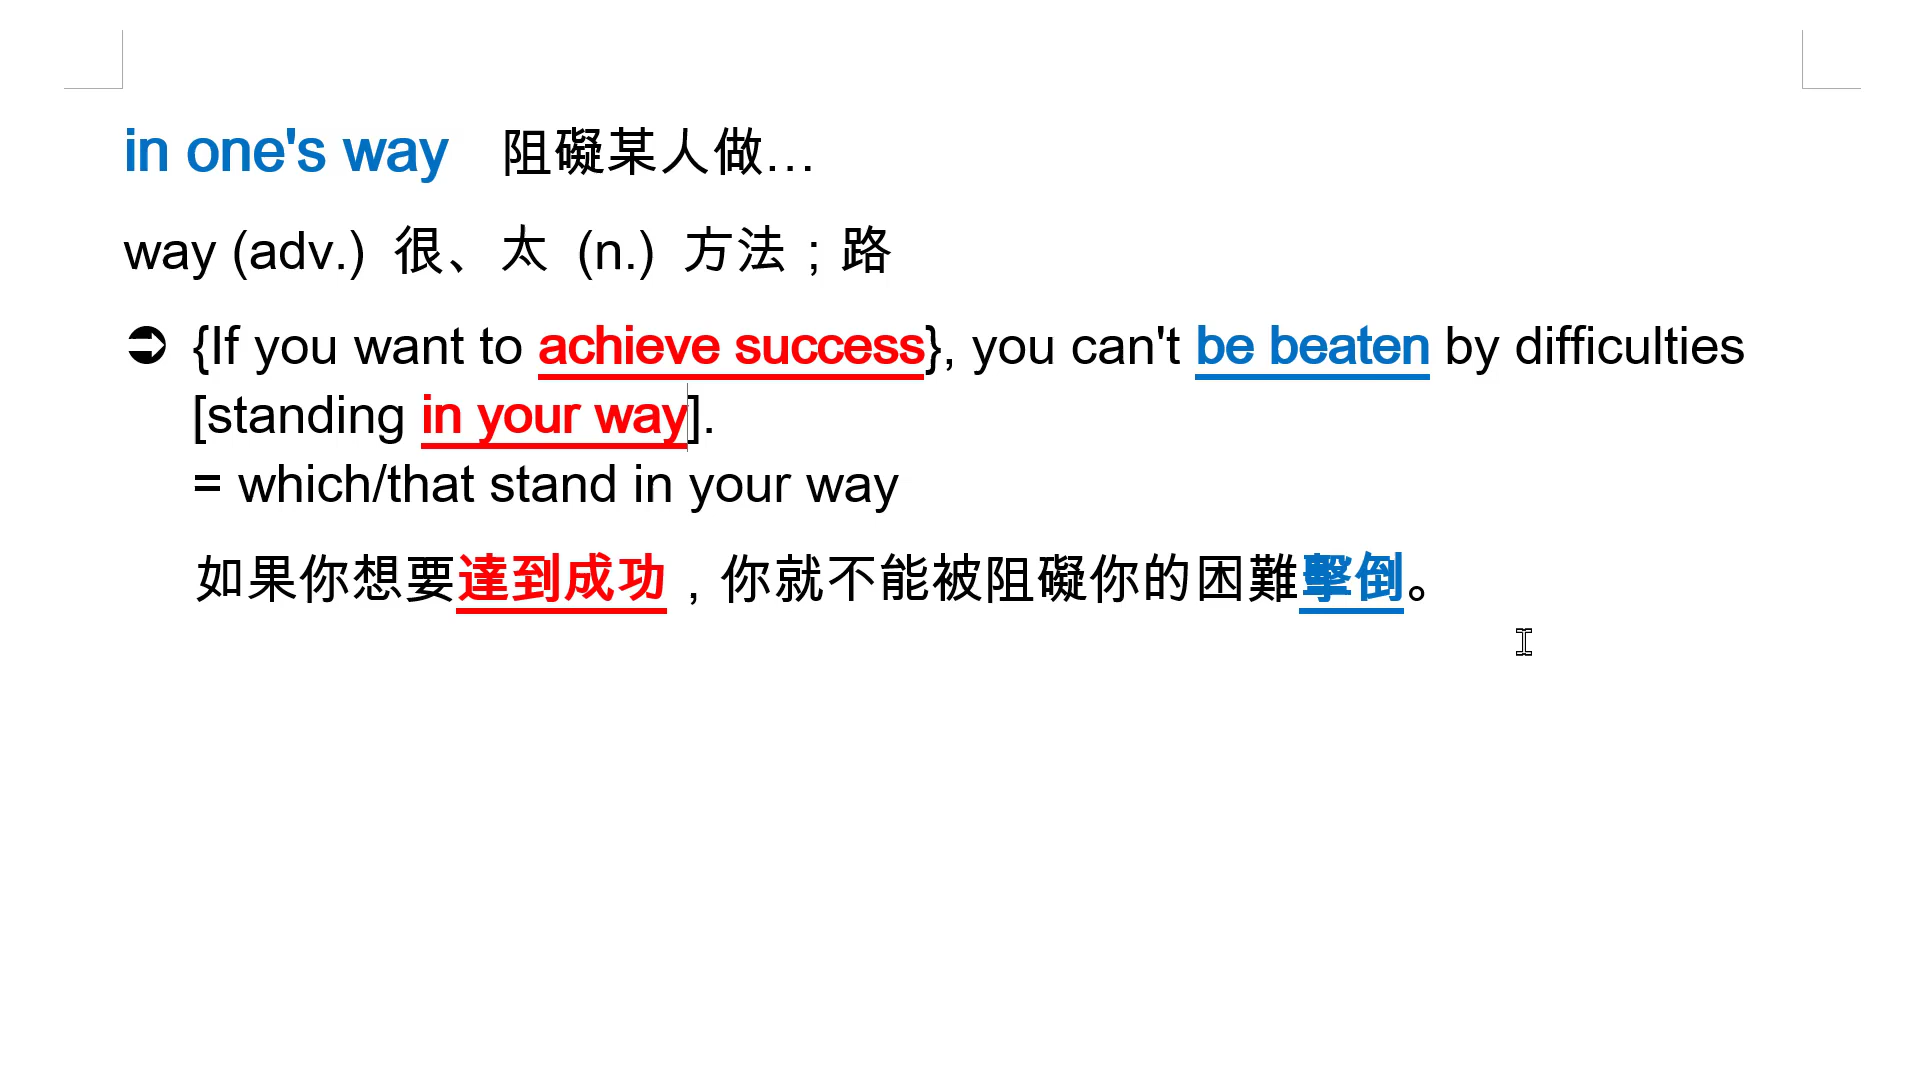 in one's way 阻礙某人做…
way (adv.) 很、太 (n.) 方法；路
➲ {If you want to achieve success}, you can't be beaten by difficulties
[standing in your way].
= which/that stand in your way
如果你想要達到成功，你就不能被阻礙你的困難擊倒。